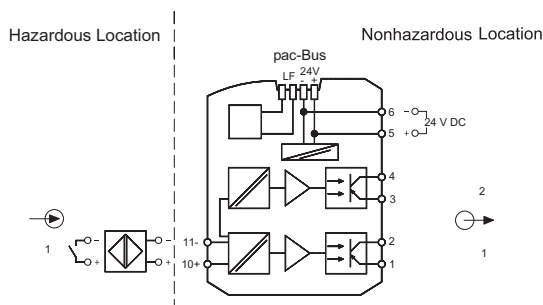 Hazardous Location
Nonhazardous Location
pac-Bus
LF
24V
- +
6 -
24 V DC
5 +
4
3
2
1
- -
+ +
11-
10+
2
1
1